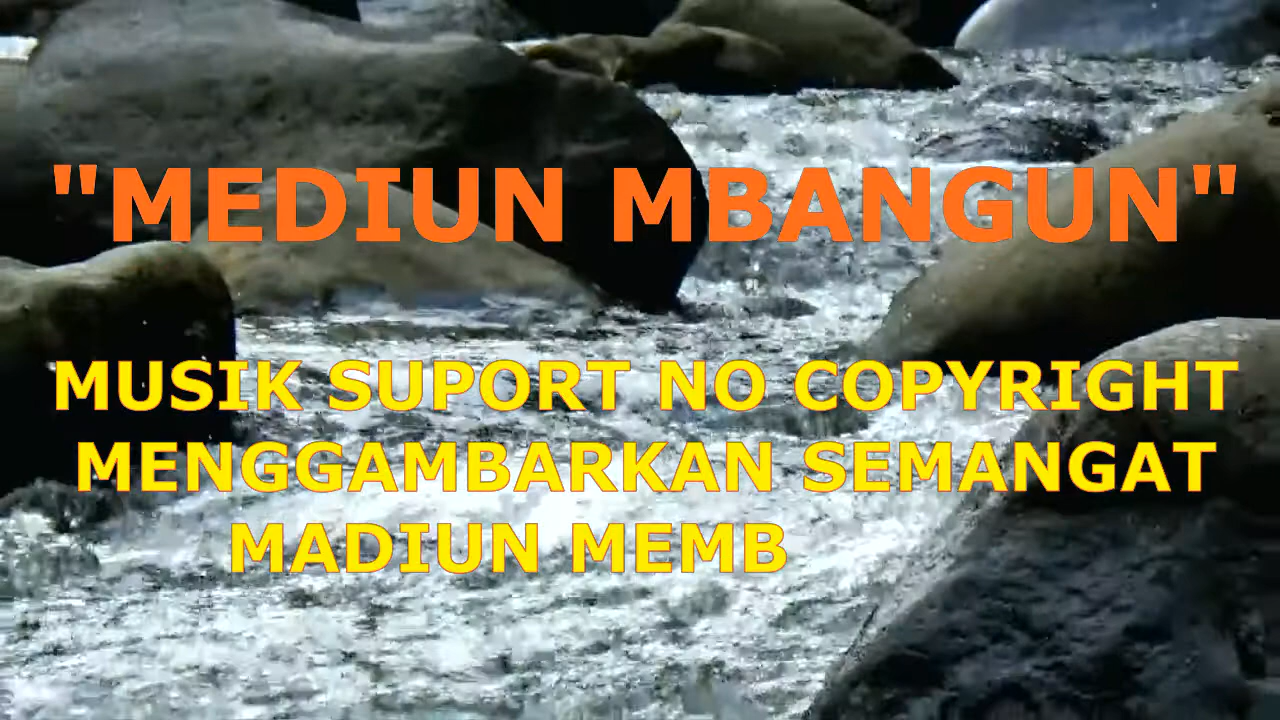 "MEDIUN MBANGUN"
MUSIK SUPORT NO COPYRIGHT
MENGGAMBARKAN SEMANGAT
MADIUN MEMB